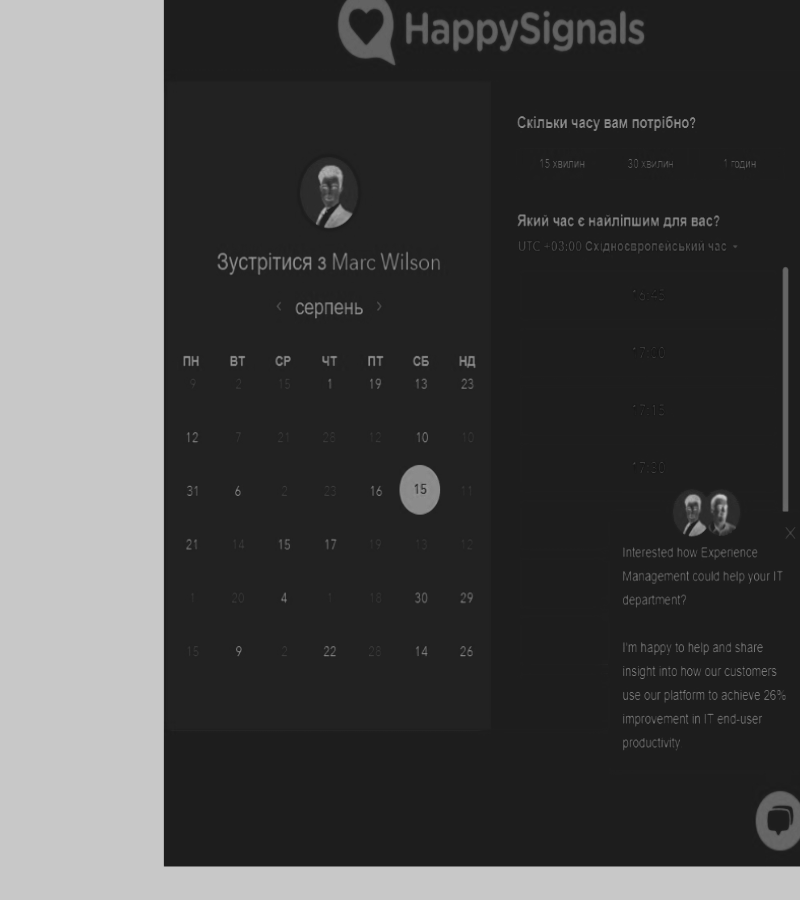 HappySignals
Зустрітися з Marc Wilson
‹ серпень ›
ПН ВТ СР ЧТ ПТ СБ НД
9 2 15 1 19 13 23
12 7 21 28 12 10 10
31 6 2 23 16 15 11
21 14 15 17 19 13 12
1 20 4 1 18 30 29
15 9 2 22 28 14 26
Скільки часу вам потрібно?
15 хвилин 30 хвилин 1 годин
Який час є найліпшим для вас?
UTC +03:00 Східноєвропейський час
16:45
17:00
17:15
17:30
Interested how Experience
Management could help your IT
department?
I'm happy to help and share
insight into how our customers
use our platform to achieve 26%
improvement in IT end-user
productivity